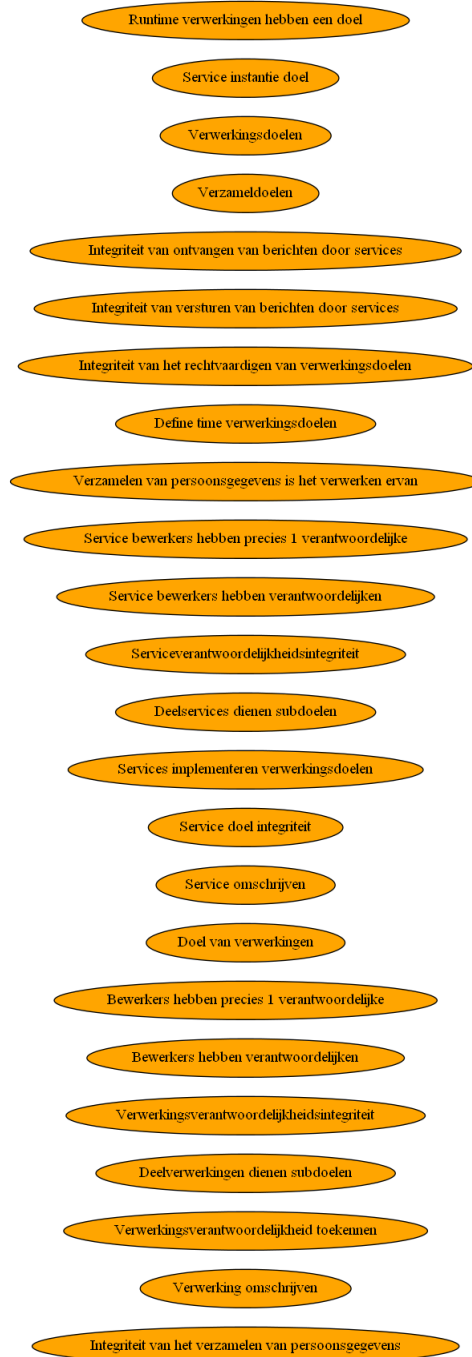 Runtime verwerkingen hebben een doel
Service instantie doel
Verwerkingsdoelen
Verzameldoelen
Integriteit van ontvangen van berichten door services
Integriteit van versturen van berichten door services
Integriteit van het rechtvaardigen van verwerkingsdoelen
Define time verwerkingsdoelen
Verzamelen van persoonsgegevens is het verwerken ervan
Service bewerkers hebben precies 1 verantwoordelijke
Service bewerkers hebben verantwoordelijken
Serviceverantwoordelijkheidsintegriteit
Deelservices dienen subdoelen
Services implementeren verwerkingsdoelen
Service doel integriteit
Service omschrijven
Doel van verwerkingen
Bewerkers hebben precies 1 verantwoordelijke
Bewerkers hebben verantwoordelijken
Verwerkingsverantwoordelijkheidsintegriteit
Deelverwerkingen dienen subdoelen
Verwerkingsverantwoordelijkheid toekennen
Verwerking omschrijven
Integriteit van het verzamelen van persoonsgegevens